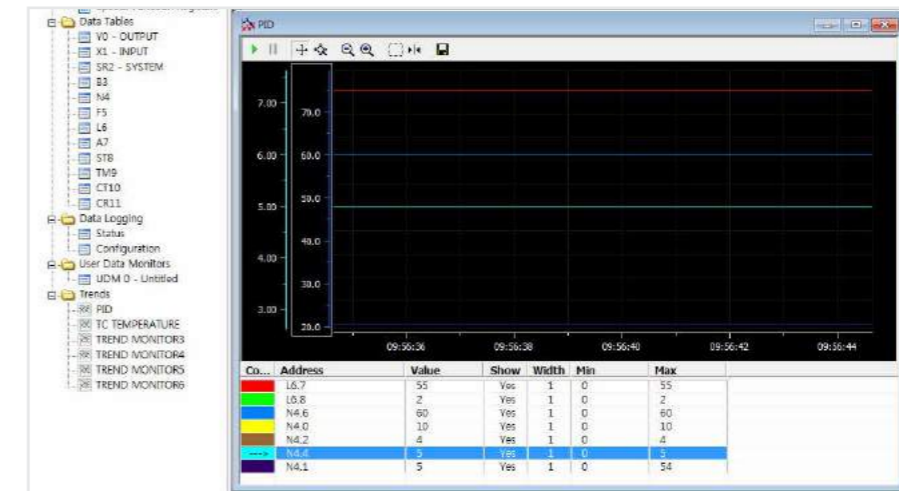 Data Tables
V0 - OUTPUT
X1 - INPUT
SR2 - SYSTEM
B3
N4
F5
L6
A7
ST8
TM9
CT10
CR11
Data Logging
Status
Configuration
User Data Monitors
UDM 0 - Untitled
Trends
PID
TC TEMPERATURE
TREND MONITOR3
TREND MONITOR4
TREND MONITOR5
TREND MONITOR6
PID
7.00
6.00
5.00
4.00
3.00
70.0
60.0
50.0
40.0
30.0
20.0
09:56:36 09:56:38 09:56:40 09:56:42 09:56:44
Co... Address Value Show Width Min Max
L6.7 55 Yes 1 0 55
L6.8 2 Yes 1 0 2
N4.6 60 Yes 1 0 60
N4.0 10 Yes 1 0 10
N4.2 4 Yes 1 0 4
----> N4.4 5 Yes 1 0 5
N4.1 5 Yes 1 0 54